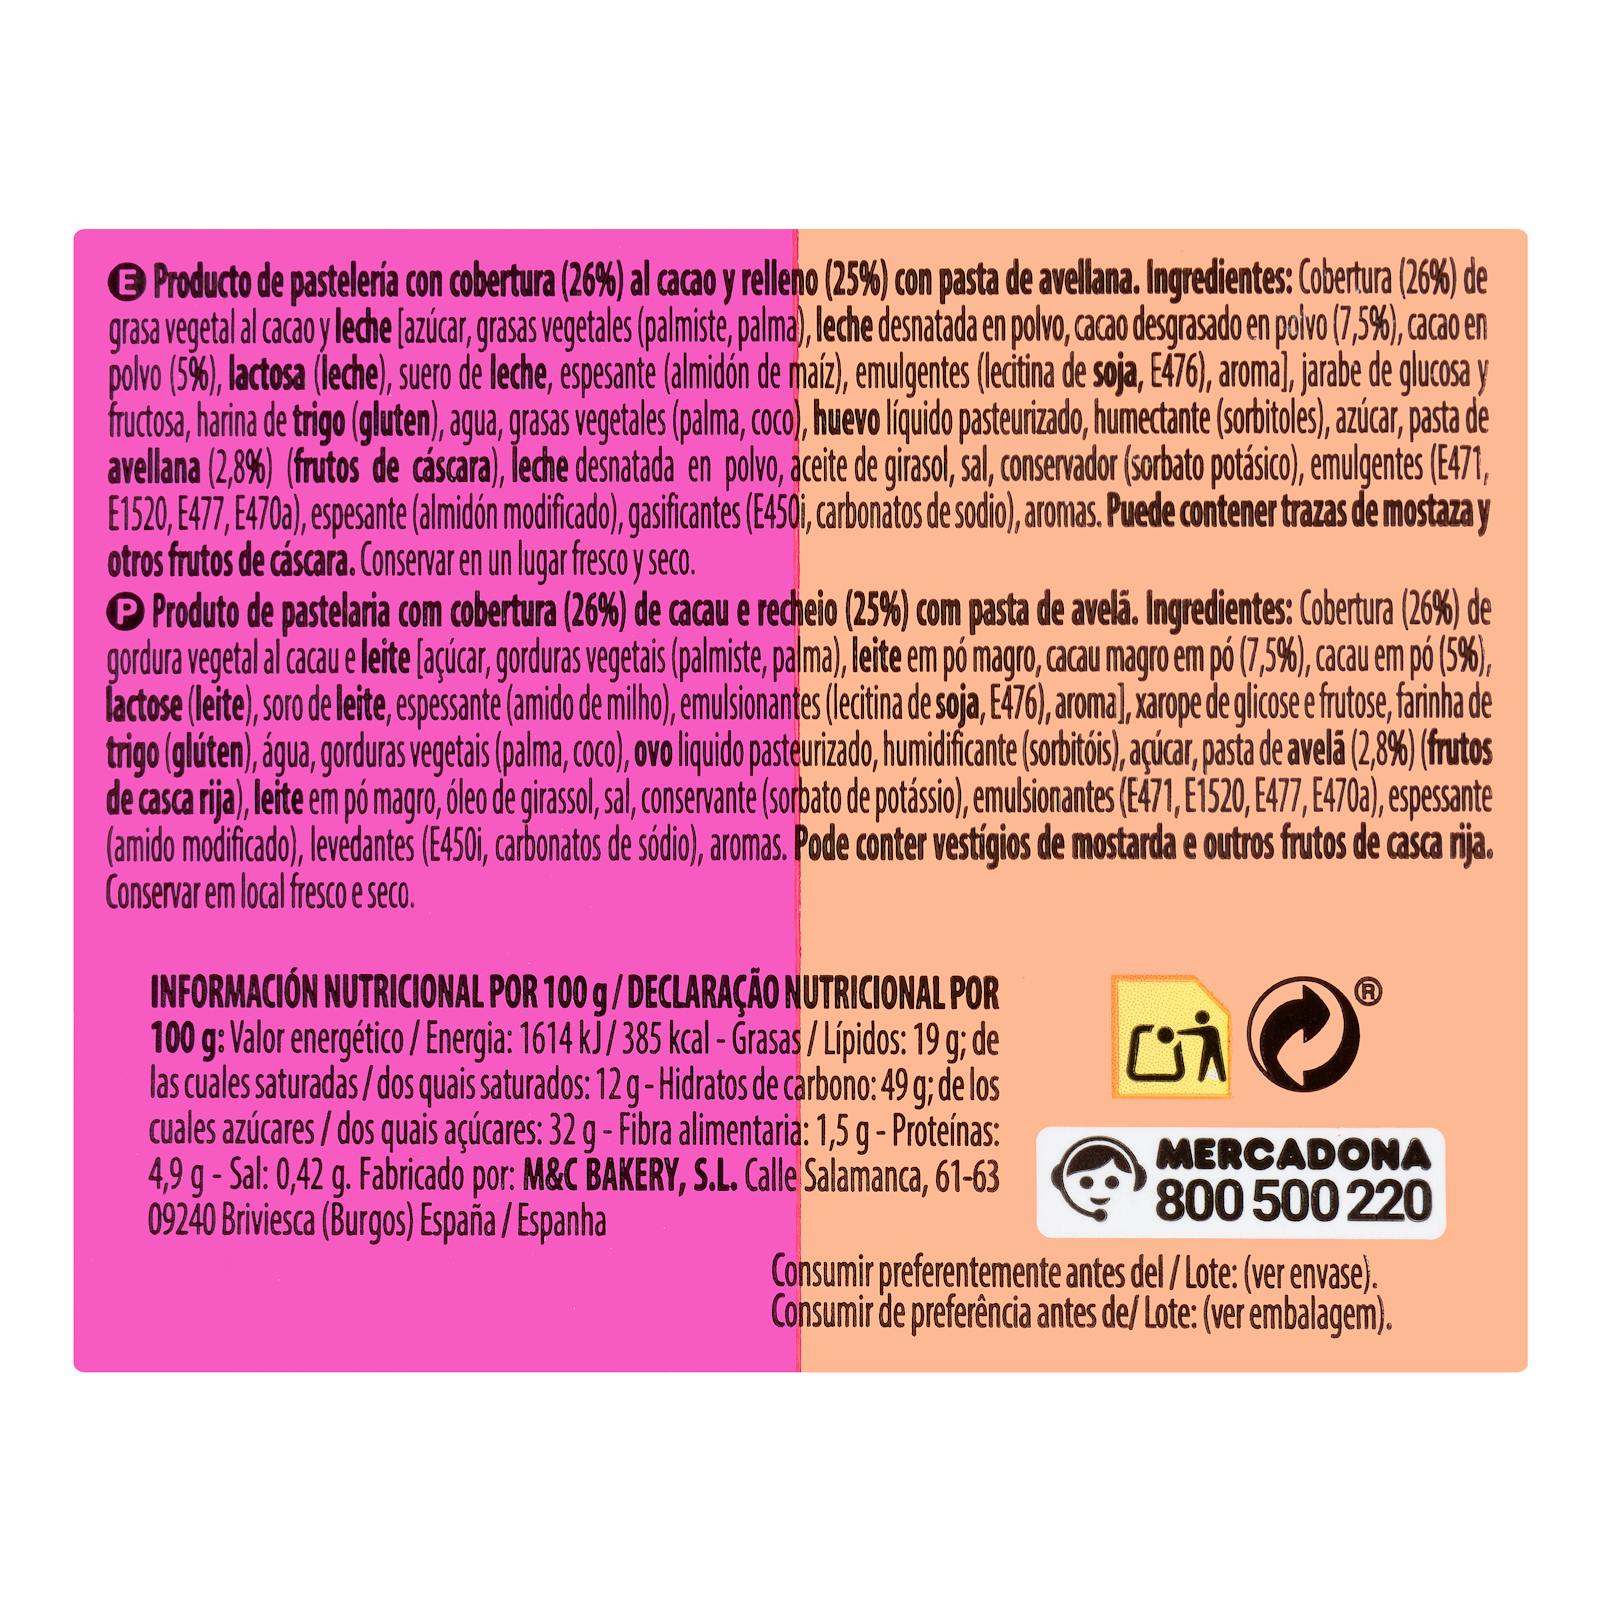 E Producto de pastelería con cobertura (26%) al cacao y relleno (25%) con pasta de avellana. Ingredientes: Cobertura (26%) de
grasa vegetal al cacao y leche [azúcar, grasas vegetales (palmiste, palma), leche desnatada en polvo, cacao desgrasado en polvo (7,5%), cacao en
polvo (5%), lactosa (leche), suero de leche, espesante (almidón de maíz), emulgentes (lecitina de soja, E476), aroma], jarabe de glucosa y
fructosa, harina de trigo (gluten), agua, grasas vegetales (palma, coco), huevo líquido pasteurizado, humectante (sorbitoles), azúcar, pasta de
avellana (2,8%) (frutos de cáscara), leche desnatada en polvo, aceite de girasol, sal, conservador (sorbato potásico), emulgentes (E471,
E1520, E477, E470a), espesante (almidón modificado), gasificantes (E450i, carbonatos de sodio), aromas. Puede contener trazas de mostaza y
otros frutos de cáscara. Conservar en un lugar fresco y seco.
P Produto de pastelaria com cobertura (26%) de cacau e recheio (25%) com pasta de avelã. Ingredientes: Cobertura (26%) de
gordura vegetal al cacau e leite [açúcar, gorduras vegetais (palmiste, palma), leite em pó magro, cacau magro em pó (7,5%), cacau em pó (5%),
lactose (leite), soro de leite, espessante (amido de milho), emulsionantes (lecitina de soja, E476), aroma], xarope de glicose e frutose, farinha de
trigo (glúten), água, gorduras vegetais (palma, coco), ovo liquido pasteurizado, humidificante (sorbitóis), açúcar, pasta de avelã (2,8%) (frutos
de casca rija), leite em pó magro, óleo de girassol, sal, conservante (sorbato de potássio), emulsionantes (E471, E1520, E477, E470a), espessante
(amido modificado), levedantes (E450i, carbonatos de sódio), aromas. Pode conter vestígios de mostarda e outros frutos de casca rija.
Conservar em local fresco e seco.
INFORMACIÓN NUTRICIONAL POR 100 g / DECLARAÇÃO NUTRICIONAL POR
100 g: Valor energético / Energia: 1614 kJ / 385 kcal - Grasas / Lípidos: 19 g; de
las cuales saturadas / dos quais saturados: 12 g - Hidratos de carbono: 49 g; de los
cuales azúcares / dos quais açúcares: 32 g - Fibra alimentaria: 1,5 g - Proteínas:
4,9 g - Sal: 0,42 g. Fabricado por: M&C BAKERY, S.L. Calle Salamanca, 61-63
09240 Briviesca (Burgos) España / Espanha
®
MERCADONA
800 500 220
Consumir preferentemente antes del / Lote: (ver envase).
Consumir de preferência antes de/ Lote: (ver embalagem).